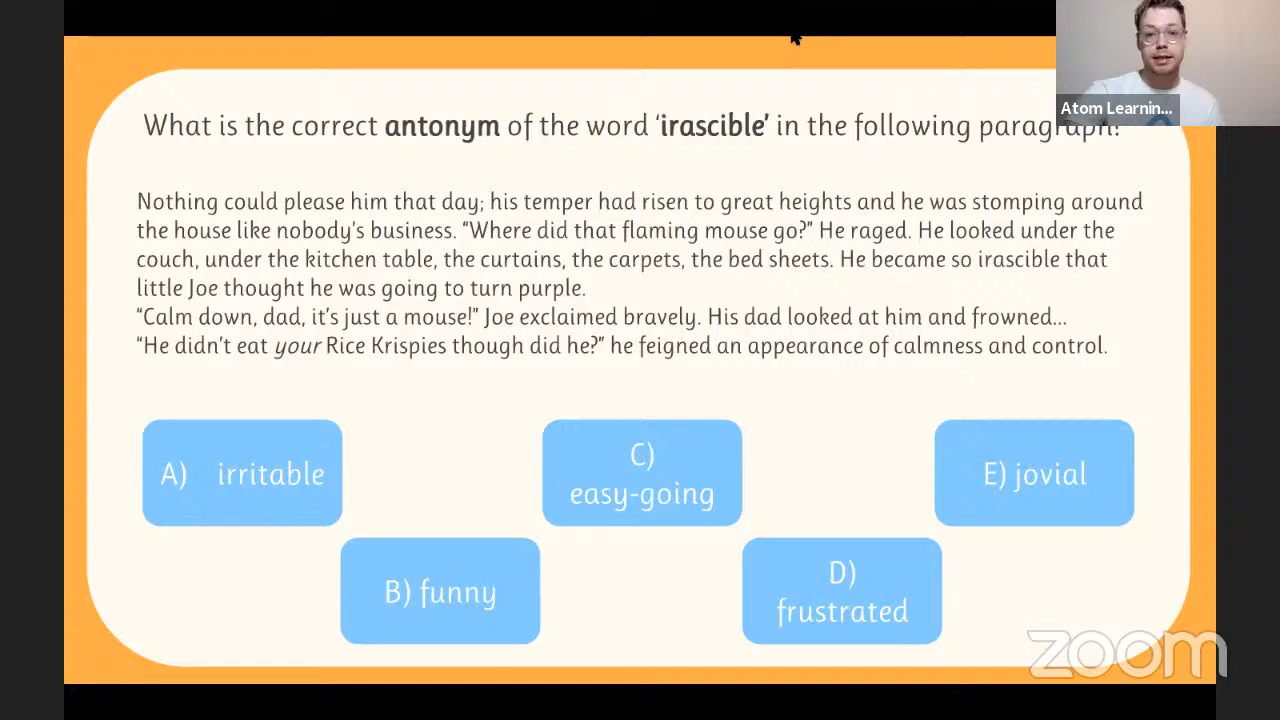 Atom Learnin...
What is the correct antonym of the word ‘irascible’ in the following paragraph?
Nothing could please him that day; his temper had risen to great heights and he was stomping around
the house like nobody’s business. “Where did that flaming mouse go?” He raged. He looked under the
couch, under the kitchen table, the curtains, the carpets, the bed sheets. He became so irascible that
little Joe thought he was going to turn purple.
“Calm down, dad, it’s just a mouse!” Joe exclaimed bravely. His dad looked at him and frowned...
“He didn’t eat your Rice Krispies though did he?” he feigned an appearance of calmness and control.
A) irritable
C)
easy-going
E) jovial
B) funny
D)
frustrated
zoom